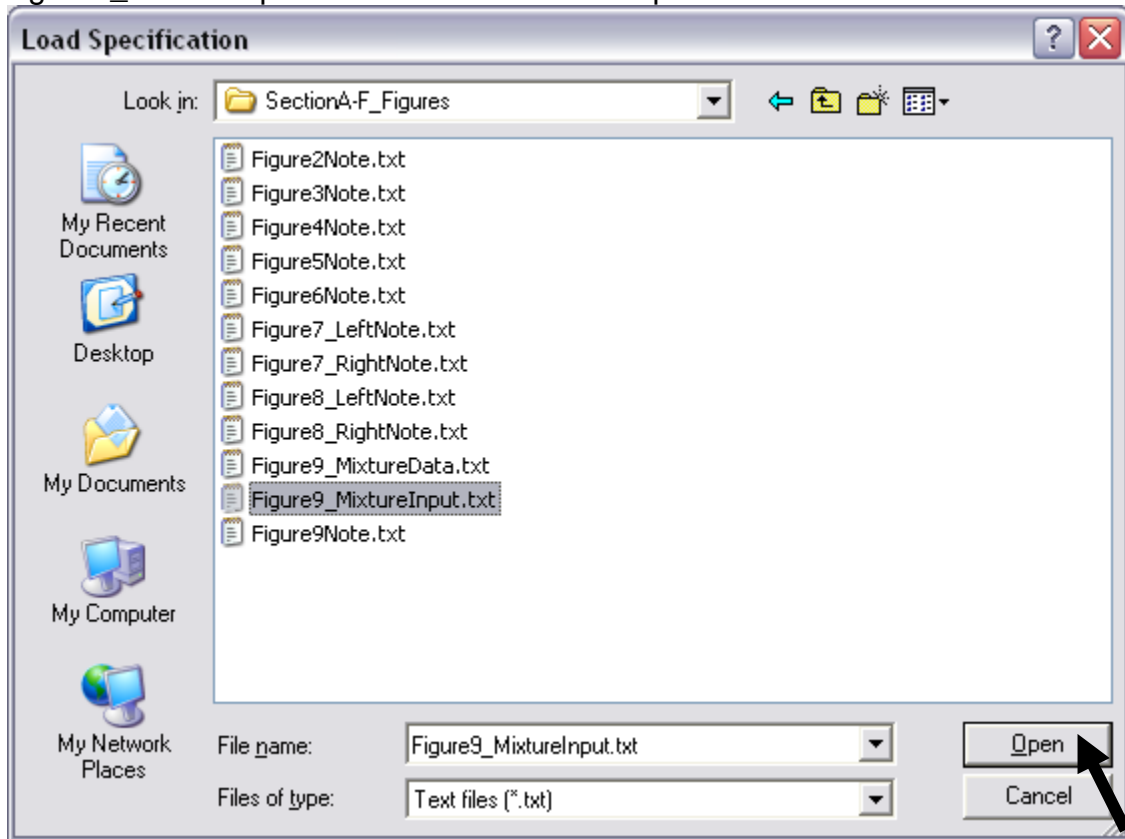 Load Specification
Look in:
SectionA-F_Figures
My Recent
Documents
Desktop
My Documents
My Computer
My Network
Places
Figure2Note.txt
Figure3Note.txt
Figure4Note.txt
Figure5Note.txt
Figure6Note.txt
Figure7_LeftNote.txt
Figure7_RightNote.txt
Figure8_LeftNote.txt
Figure8_RightNote.txt
Figure9_MixtureData.txt
Figure9_MixtureInput.txt
Figure9Note.txt
File name:
Figure9_MixtureInput.txt
Open
Files of type:
Text files (*.txt)
Cancel